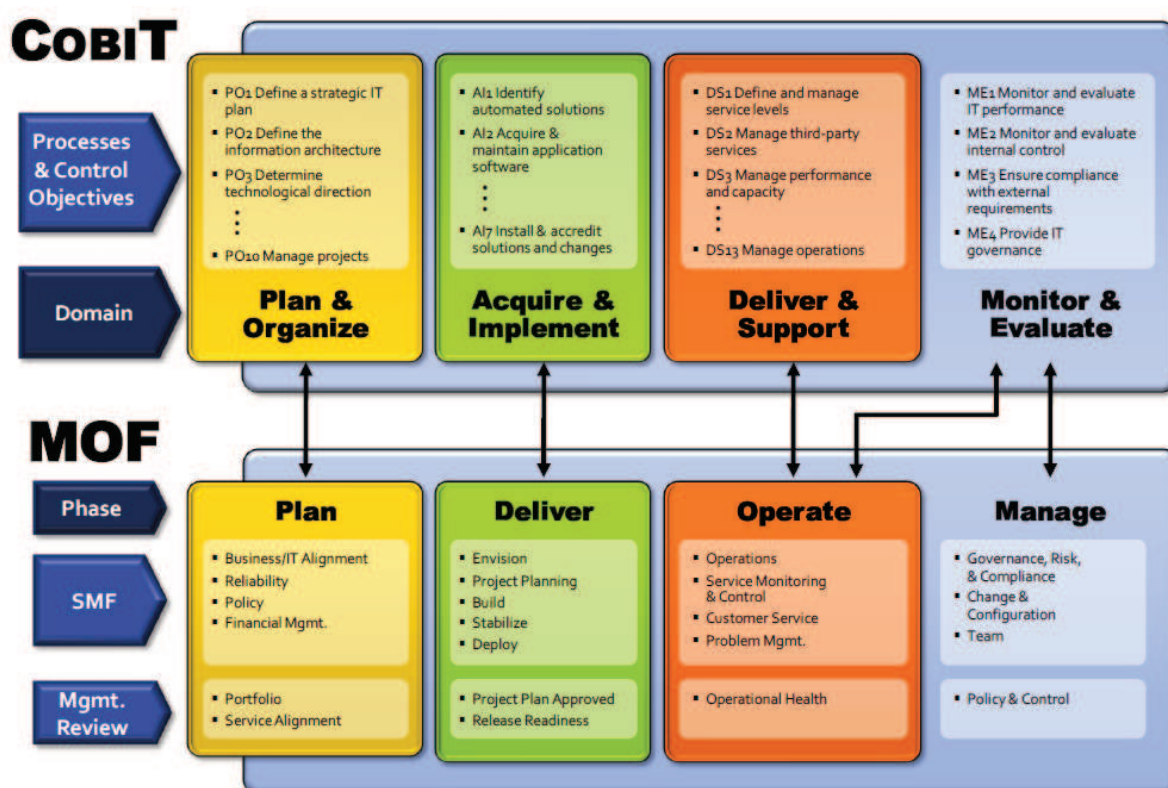 COBIT
Processes
& Control
Objectives
Domain
▪ PO1 Define a strategic IT
plan
▪ PO2 Define the
information architecture
▪ PO3 Determine
technological direction
▪ PO10 Manage projects
Plan &
Organize
▪ AI1 Identify
automated solutions
▪ AI2 Acquire &
maintain application
software
▪ AI7 Install & accredit
solutions and changes
Acquire &
Implement
▪ DS1 Define and manage
service levels
▪ DS2 Manage third-party
services
▪ DS3 Manage performance
and capacity
▪ DS13 Manage operations
Deliver &
Support
▪ ME1 Monitor and evaluate
IT performance
▪ ME2 Monitor and evaluate
internal control
▪ ME3 Ensure compliance
with external
requirements
▪ ME4 Provide IT
governance
Monitor &
Evaluate
MOF
Phase
SMF
Mgmt.
Review
Plan
▪ Business/IT Alignment
▪ Reliability
▪ Policy
▪ Financial Mgmt.
▪ Portfolio
▪ Service Alignment
Deliver
▪ Envision
▪ Project Planning
▪ Build
▪ Stabilize
▪ Deploy
▪ Project Plan Approved
▪ Release Readiness
Operate
▪ Operations
▪ Service Monitoring
& Control
▪ Customer Service
▪ Problem Mgmt.
▪ Operational Health
Manage
▪ Governance, Risk,
& Compliance
▪ Change &
Configuration
▪ Team
▪ Policy & Control